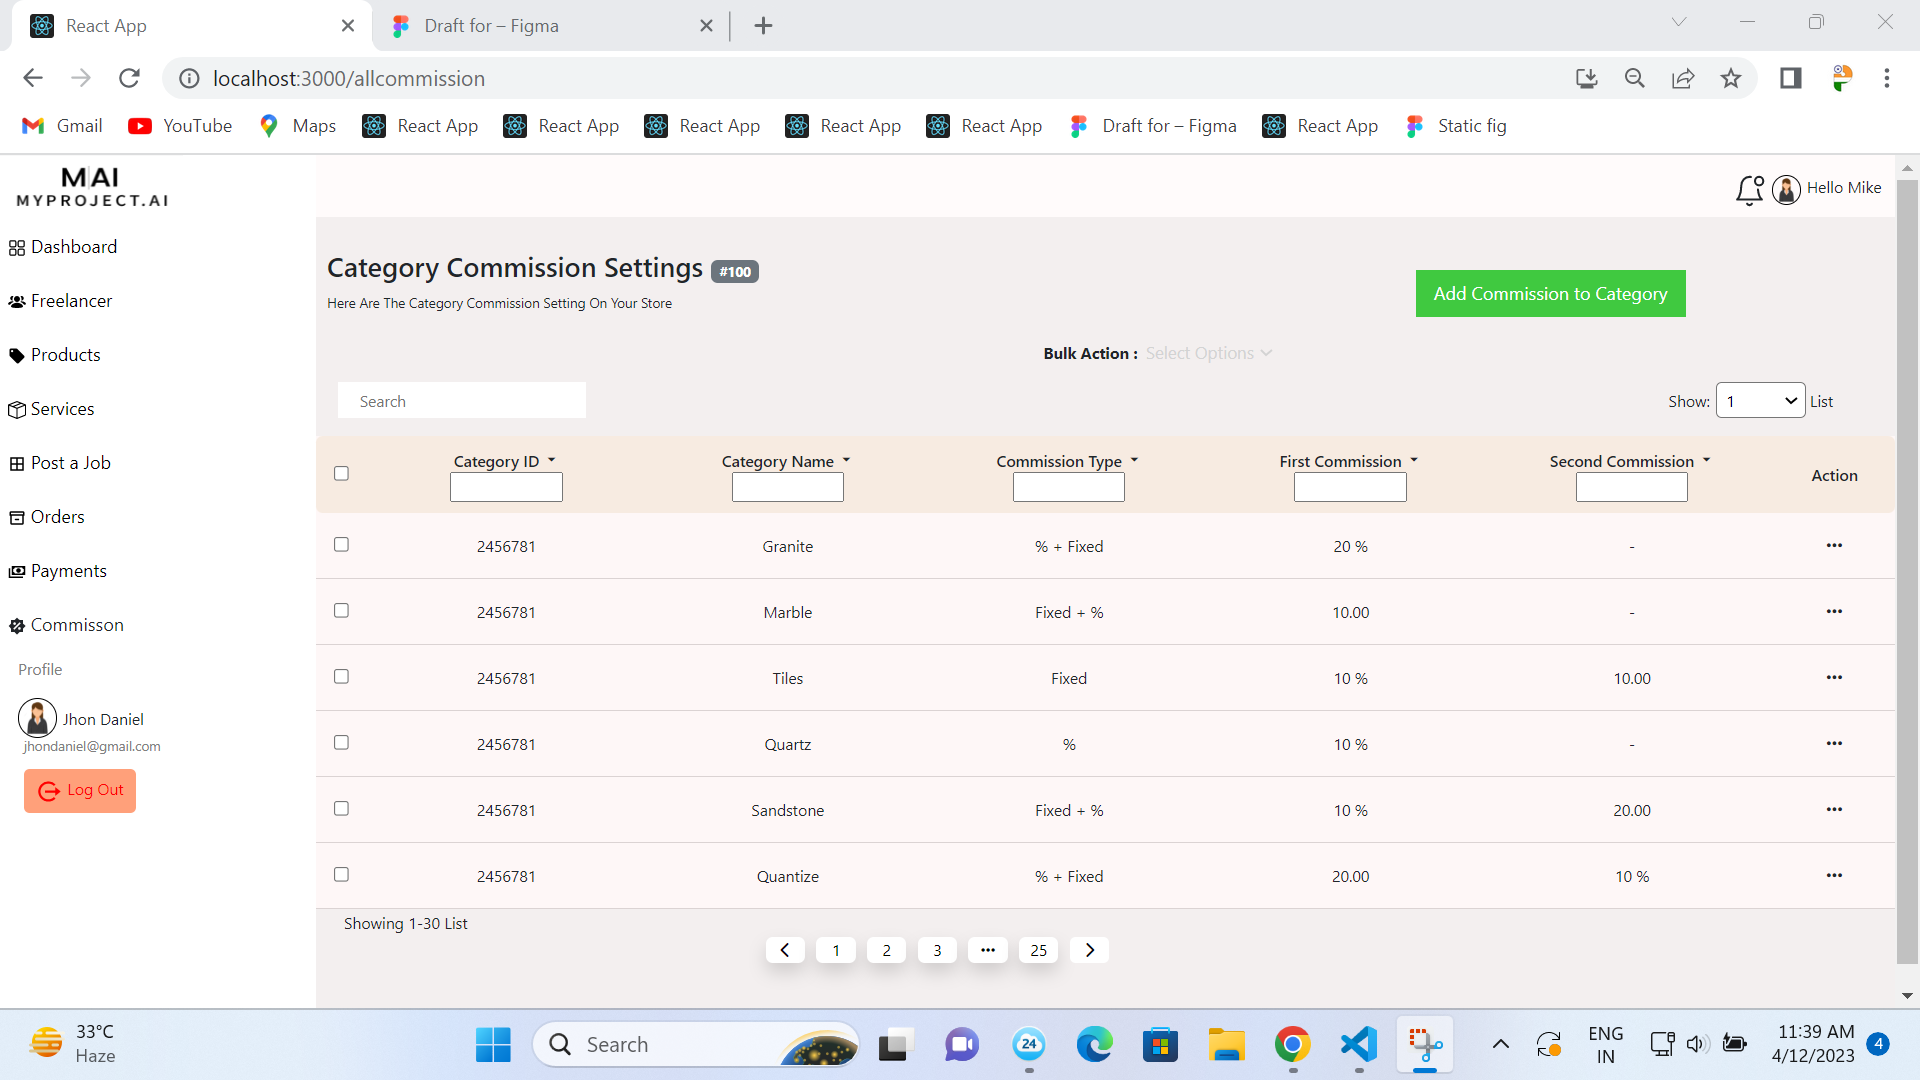 React App
Draft for – Figma
localhost:3000/allcommission
Gmail YouTube Maps React App React App React App React App React App Draft for – Figma React App Static fig
MAI
MYPROJECT.AI
Hello Mike
Dashboard
Freelancer
Products
Services
Post a Job
Orders
Payments
Commisson
Profile
Jhon Daniel
jhondaniel@gmail.com
Log Out
Category Commission Settings #100
Here Are The Category Commission Setting On Your Store
Add Commission to Category
Bulk Action : Select Options
Search
Show: 1 List
Category ID Category Name Commission Type First Commission Second Commission Action
2456781 Granite % + Fixed 20 % - •••
2456781 Marble Fixed + % 10.00 - •••
2456781 Tiles Fixed 10 % 10.00 •••
2456781 Quartz % 10 % - •••
2456781 Sandstone Fixed + % 10 % 20.00 •••
2456781 Quantize % + Fixed 20.00 10 % •••
Showing 1-30 List
1 2 3 ••• 25
33°C
Haze
Search
24
ENG
IN
11:39 AM
4/12/2023
4